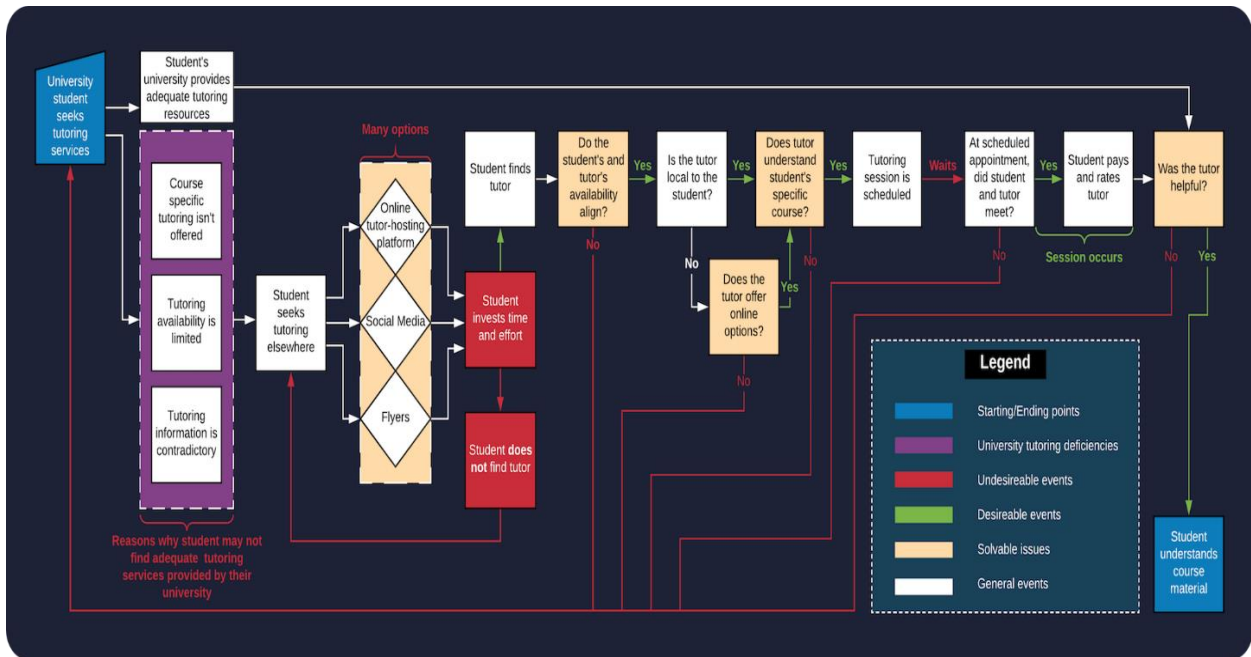 University
student
seeks
tutoring
services
Student's
university provides
adequate tutoring
resources
Course
specific
tutoring isn't
offered
Tutoring
availability is
limited
Tutoring
information is
contradictory
Reasons why student may not
find adequate tutoring
services provided by their
university
Student
seeks
tutoring
elsewhere
Many options
Online
tutor-hosting
platform
Social Media
Flyers
Student finds
tutor
Student
invests time
and effort
Student does
not find tutor
Do the
student's and
tutor's
availability
align?
Yes
No
Is the tutor
local to the
student?
Yes
No
Does the
tutor offer
online
options?
Yes
No
Does tutor
understand
student's
specific
course?
Yes
No
Tutoring
session is
scheduled
Waits
At scheduled
appointment,
did student
and tutor
meet?
Yes
No
Student pays
and rates
tutor
Session occurs
Was the tutor
helpful?
No
Yes
Student
understands
course
material
Legend
Starting/Ending points
University tutoring deficiencies
Undesireable events
Desireable events
Solvable issues
General events